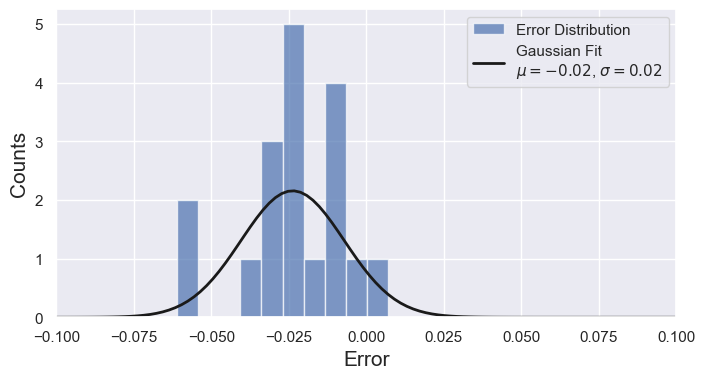 Error Distribution
Gaussian Fit
μ = −0.02, σ = 0.02
Counts
5
4
3
2
1
0
−0.100 −0.075 −0.050 −0.025 0.000 0.025 0.050 0.075 0.100
Error